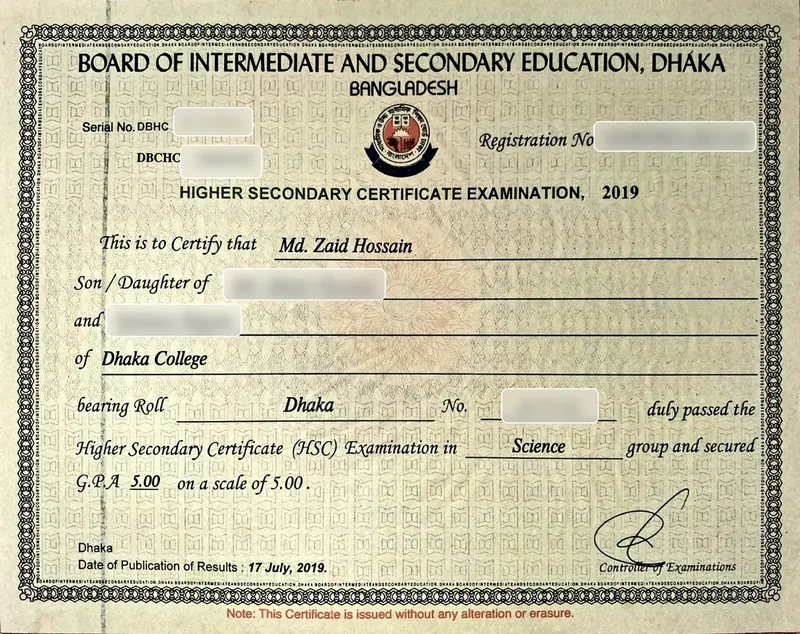 BOARD OF INTERMEDIATE AND SECONDARY EDUCATION, DHAKA
BANGLADESH
Serial No. DBHC
DBCHC
Registration No
HIGHER SECONDARY CERTIFICATE EXAMINATION, 2019
This is to Certify that Md. Zaid Hossain
Son / Daughter of
and
of Dhaka College
bearing Roll Dhaka No. duly passed the
Higher Secondary Certificate (HSC) Examination in Science group and secured
G.P.A 5.00 on a scale of 5.00 .
Dhaka
Date of Publication of Results : 17 July, 2019.
Controller of Examinations
Note: This Certificate is issued without any alteration or erasure.